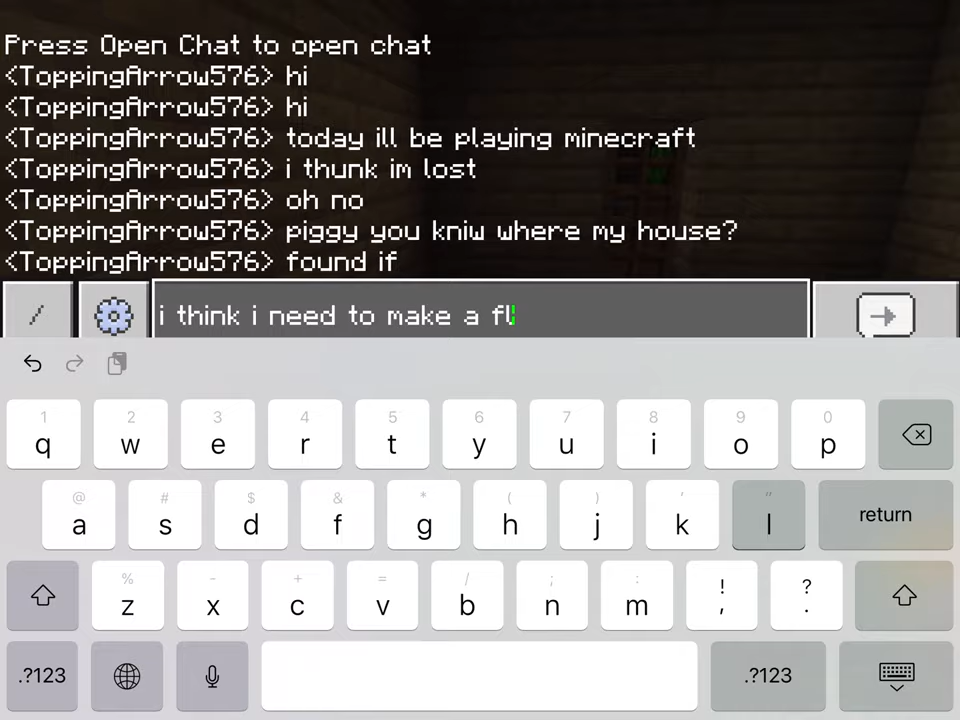 Press Open Chat to open chat
<ToppingArrow576> hi
<ToppingArrow576> hi
<ToppingArrow576> today ill be playing minecraft
<ToppingArrow576> i thunk im lost
<ToppingArrow576> oh no
<ToppingArrow576> piggy you kniw where my house?
<ToppingArrow576> found if
/ i think i need to make a fl
1 2 3 4 5 6 7 8 9 0
q w e r t y u i o p
@ # $ & * ( ) ' "
a s d f g h j k l return
% - + = / ; : ! ?
z x c v b n m , .
.?123 .?123